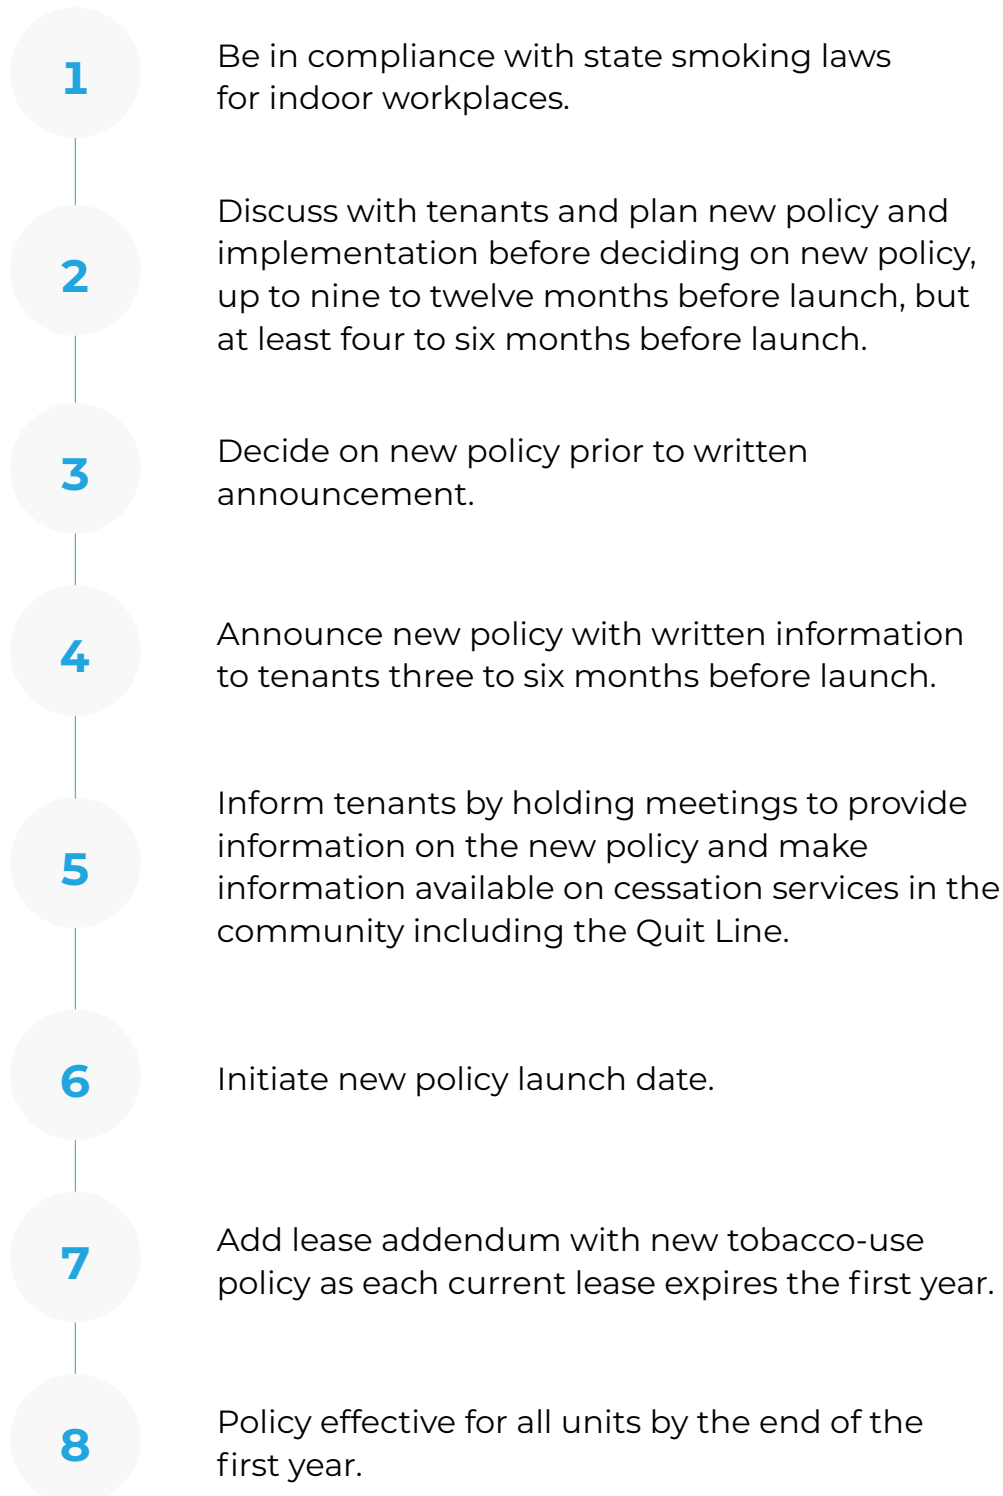 1
Be in compliance with state smoking laws
for indoor workplaces.
2
Discuss with tenants and plan new policy and
implementation before deciding on new policy,
up to nine to twelve months before launch, but
at least four to six months before launch.
3
Decide on new policy prior to written
announcement.
4
Announce new policy with written information
to tenants three to six months before launch.
5
Inform tenants by holding meetings to provide
information on the new policy and make
information available on cessation services in the
community including the Quit Line.
6
Initiate new policy launch date.
7
Add lease addendum with new tobacco-use
policy as each current lease expires the first year.
8
Policy effective for all units by the end of the
first year.